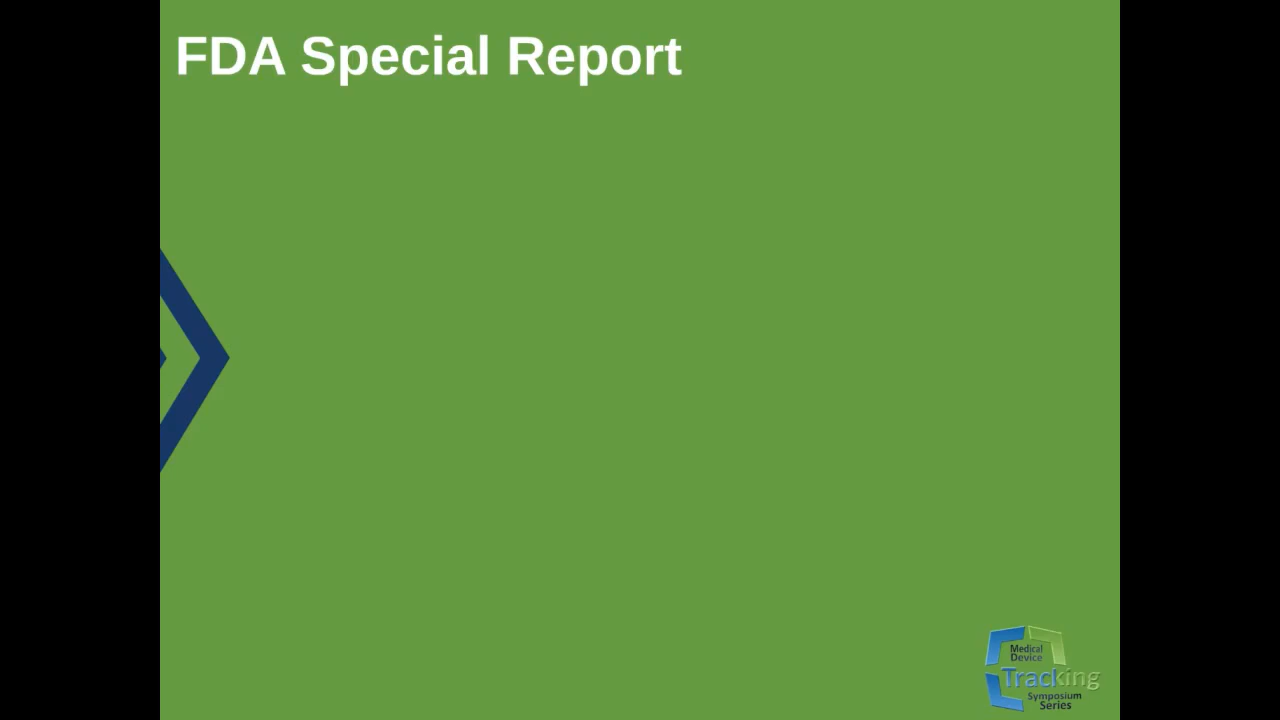 FDA Special Report
Medical
Device
Tracking
Symposium
Series